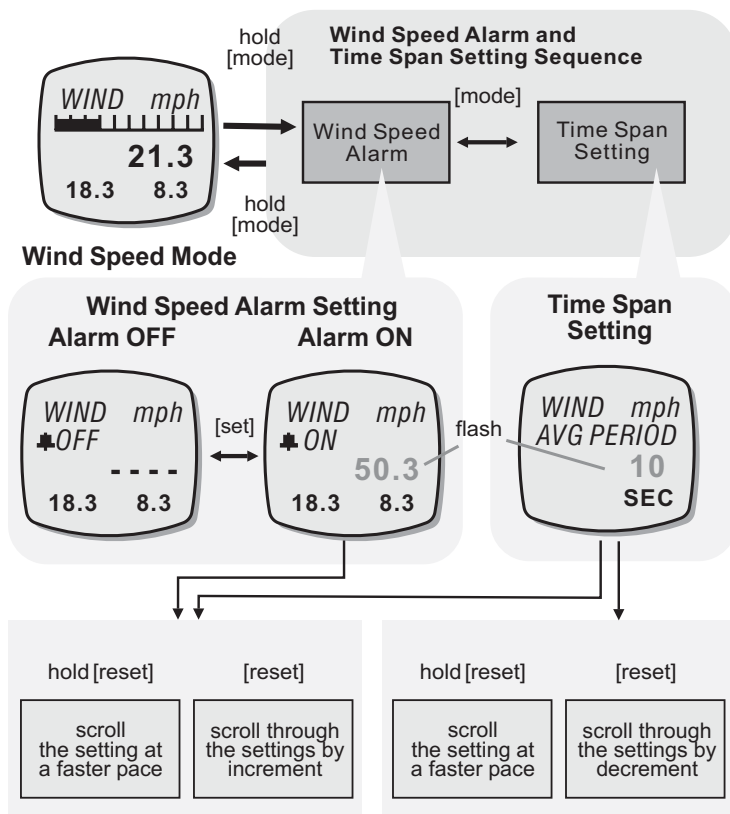 hold
[mode]
Wind Speed Alarm and
Time Span Setting Sequence
WIND mph
21.3
18.3 8.3
Wind Speed
Alarm
[mode]
Time Span
Setting
hold
[mode]
Wind Speed Mode
Wind Speed Alarm Setting
Alarm OFF
Alarm ON
Time Span
Setting
WIND mph
OFF
- - - -
18.3 8.3
[set]
WIND mph
ON
50.3
18.3 8.3
flash
WIND mph
AVG PERIOD
10
SEC
hold [reset]
[reset]
scroll
the setting at
a faster pace
scroll through
the settings by
increment
hold [reset]
[reset]
scroll
the setting at
a faster pace
scroll through
the settings by
decrement